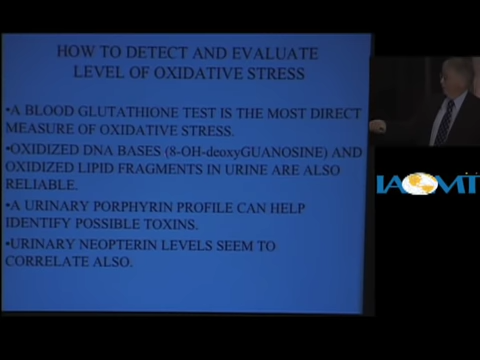 HOW TO DETECT AND EVALUATE
LEVEL OF OXIDATIVE STRESS
•A BLOOD GLUTATHIONE TEST IS THE MOST DIRECT
MEASURE OF OXIDATIVE STRESS.
•OXIDIZED DNA BASES (8-OH-deoxyGUANOSINE) AND
OXIDIZED LIPID FRAGMENTS IN URINE ARE ALSO
RELIABLE.
•A URINARY PORPHYRIN PROFILE CAN HELP
IDENTIFY POSSIBLE TOXINS.
•URINARY NEOPTERIN LEVELS SEEM TO
CORRELATE ALSO.
IAOMT